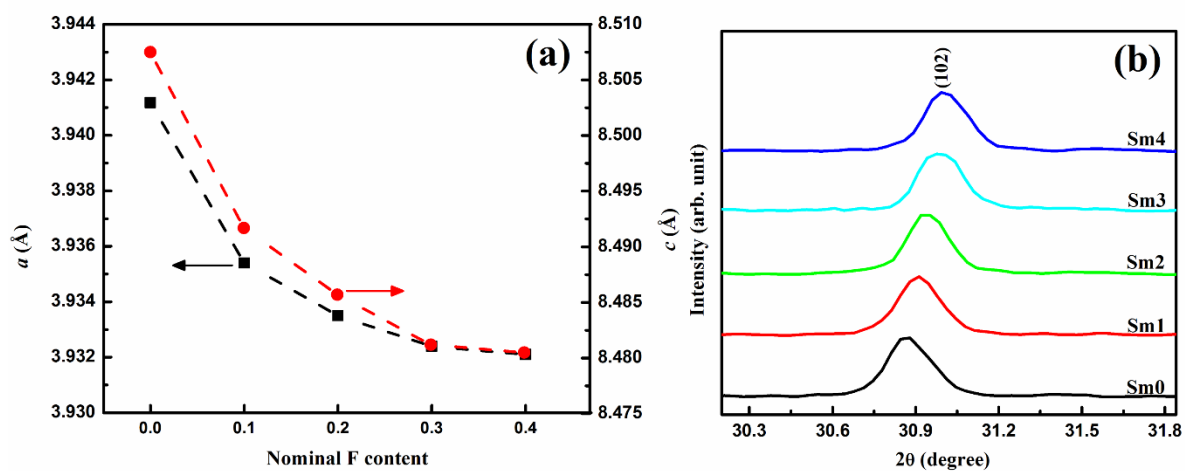 (a)
a (Å)
3.944
3.942
3.940
3.938
3.936
3.934
3.932
3.930
0.0 0.1 0.2 0.3 0.4
Nominal F content
8.510
8.505
8.500
8.495
8.490
8.485
8.480
8.475
c (Å)
(b)
Intensity (arb. unit)
(102)
Sm4
Sm3
Sm2
Sm1
Sm0
30.3 30.6 30.9 31.2 31.5 31.8
2θ (degree)